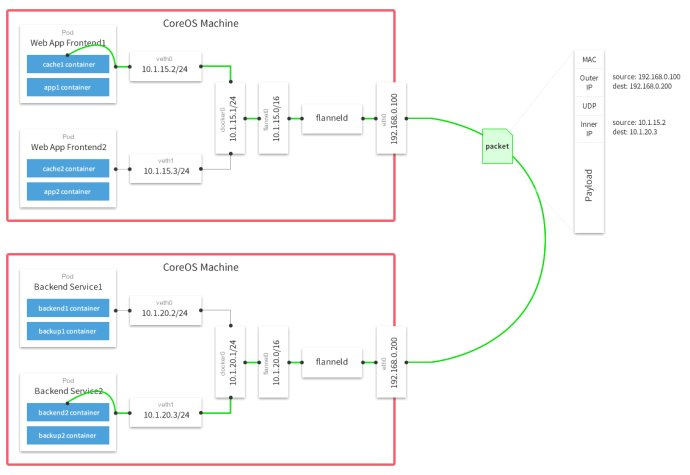 CoreOS Machine
Pod
Web App Frontend1
cache1 container
app1 container
veth0
10.1.15.2/24
Pod
Web App Frontend2
cache2 container
app2 container
veth1
10.1.15.3/24
docker0
10.1.15.1/24
flannel0
10.1.15.0/16
flanneld
eth0
192.168.0.100
packet
MAC
Outer
IP
source: 192.168.0.100
dest: 192.168.0.200
UDP
Inner
IP
source: 10.1.15.2
dest: 10.1.20.3
Payload
CoreOS Machine
Pod
Backend Service1
backend1 container
backup1 container
veth0
10.1.20.2/24
Pod
Backend Service2
backend2 container
backup2 container
veth1
10.1.20.3/24
docker0
10.1.20.1/24
flannel0
10.1.20.0/16
flanneld
eth0
192.168.0.200